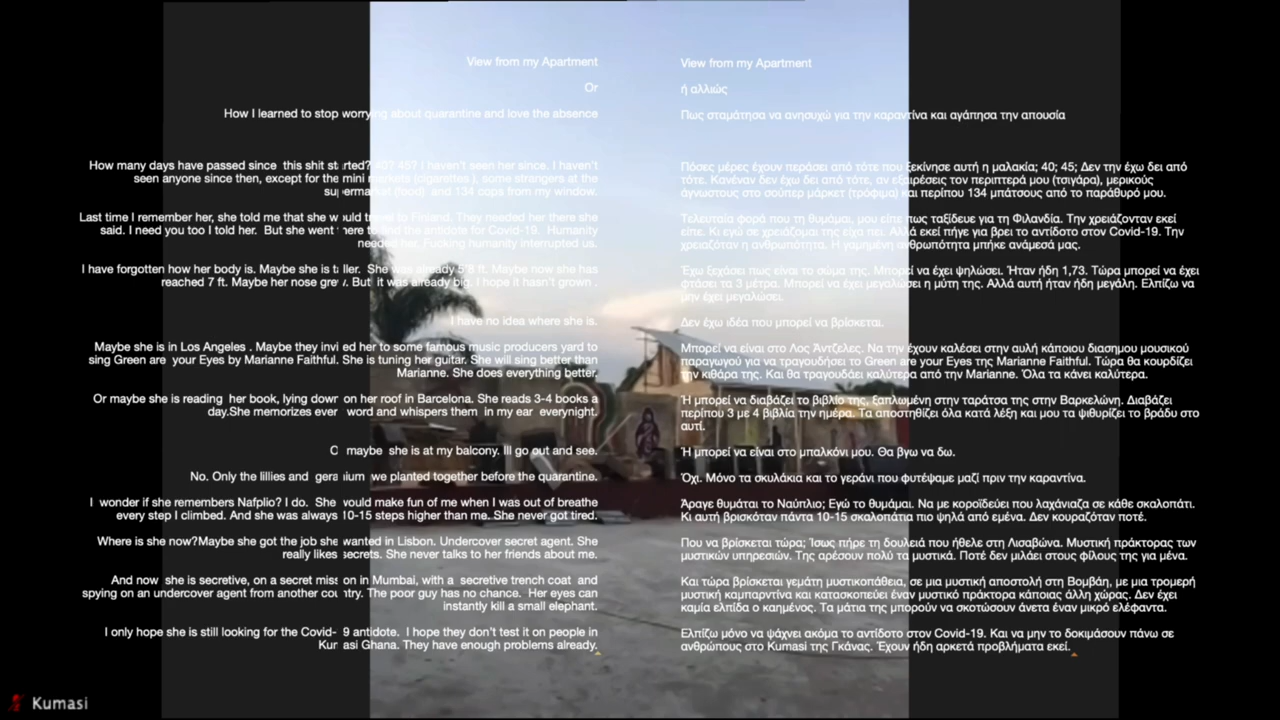 View from my Apartment
Or
How I learned to stop worrying about quarantine and love the absence
How many days have passed since this shit started? 40? 45? I haven't seen her since. I haven't
seen anyone since then, except for the mini markets (cigarettes ), some strangers at the
supermarket (food) and 134 cops from my window.
Last time I remember her, she told me that she would travel to Finland. They needed her there she
said. I need you too I told her. But she went there to find the antidote for Covid-19. Humanity
needed her. Fucking humanity interrupted us.
I have forgotten how her body is. Maybe she is taller. She was already 5'8 ft. Maybe now she has
reached 7 ft. Maybe her nose grew. But it was already big. I hope it hasn't grown .
I have no idea where she is.
Maybe she is in Los Angeles . Maybe they invited her to some famous music producers yard to
sing Green are your Eyes by Marianne Faithful. She is tuning her guitar. She will sing better than
Marianne. She does everything better.
Or maybe she is reading her book, lying down on her roof in Barcelona. She reads 3-4 books a
day.She memorizes every word and whispers them in my ear everynight.
Or maybe she is at my balcony. Ill go out and see.
No. Only the lillies and geranium we planted together before the quarantine.
I wonder if she remembers Nafplio? I do. She would make fun of me when I was out of breathe
every step I climbed. And she was always 10-15 steps higher than me. She never got tired.
Where is she now?Maybe she got the job she wanted in Lisbon. Undercover secret agent. She
really likes secrets. She never talks to her friends about me.
And now she is secretive, on a secret mission in Mumbai, with a secretive trench coat and
spying on an undercover agent from another country. The poor guy has no chance. Her eyes can
instantly kill a small elephant.
I only hope she is still looking for the Covid-19 antidote. I hope they don't test it on people in
Kumasi Ghana. They have enough problems already.
View from my Apartment
ή αλλιώς
Πως σταμάτησα να ανησυχώ για την καραντίνα και αγάπησα την απουσία
Πόσες μέρες έχουν περάσει από τότε που ξεκίνησε αυτή η μαλακία; 40; 45; Δεν την έχω δει από
τότε. Κανέναν δεν έχω δει από τότε, αν εξαιρέσεις τον περιπτερά μου (τσιγάρα), μερικούς
άγνωστους στο σούπερ μάρκετ (τρόφιμα) και περίπου 134 μπάτσους από το παράθυρό μου.
Τελευταία φορά που τη θυμάμαι, μου είπε πως ταξίδευε για τη Φιλανδία. Την χρειάζονταν εκεί
είπε. Κι εγώ σε χρειάζομαι της είχα πει. Αλλά εκεί πήγε για βρει το αντίδοτο στον Covid-19. Την
χρειαζόταν η ανθρωπότητα. Η γαμημένη ανθρωπότητα μπήκε ανάμεσά μας.
Έχω ξεχάσει πως είναι το σώμα της. Μπορεί να έχει ψηλώσει. Ήταν ήδη 1,73. Τώρα μπορεί να έχει
φτάσει τα 3 μέτρα. Μπορεί να έχει μεγαλώσει η μύτη της. Αλλά αυτή ήταν ήδη μεγάλη. Ελπίζω να
μην έχει μεγαλώσει.
Δεν έχω ιδέα που μπορεί να βρίσκεται.
Μπορεί να είναι στο Λος Άντζελες. Να την έχουν καλέσει στην αυλή κάποιου διασημου μουσικού
παραγωγού για να τραγουδήσει το Green are your Eyes της Marianne Faithful. Τώρα θα κουρδίζει
την κιθάρα της. Και θα τραγουδάει καλύτερα από την Marianne. Όλα τα κάνει καλύτερα.
Ή μπορεί να διαβάζει το βιβλίο της, ξαπλωμένη στην ταράτσα της στην Βαρκελώνη. Διαβάζει
περίπου 3 με 4 βιβλία την ημέρα. Τα αποστηθίζει όλα κατά λέξη και μου τα ψιθυρίζει το βράδυ στο
αυτί.
Ή μπορεί να είναι στο μπαλκόνι μου. Θα βγω να δω.
Όχι. Μόνο τα σκυλάκια και το γεράνι που φυτέψαμε μαζί πριν την καραντίνα.
Άραγε θυμάται το Ναύπλιο; Εγώ το θυμάμαι. Να με κοροϊδεύει που λαχάνιαζα σε κάθε σκαλοπάτι.
Κι αυτή βρισκόταν πάντα 10-15 σκαλοπάτια πιο ψηλά από εμένα. Δεν κουραζόταν ποτέ.
Που να βρίσκεται τώρα; Ίσως πήρε τη δουλειά που ήθελε στη Λισαβώνα. Μυστική πράκτορας των
μυστικών υπηρεσιών. Της αρέσουν πολύ τα μυστικά. Ποτέ δεν μιλάει στους φίλους της για μένα.
Και τώρα βρίσκεται γεμάτη μυστικοπάθεια, σε μια μυστική αποστολή στη Βομβάη, με μια τρομερή
μυστική καμπαρντίνα και κατασκοπεύει έναν μυστικό πράκτορα κάποιας άλλη χώρας. Δεν έχει
καμία ελπίδα ο καημένος. Τα μάτια της μπορούν να σκοτώσουν άνετα έναν μικρό ελέφαντα.
Ελπίζω μόνο να ψάχνει ακόμα το αντίδοτο στον Covid-19. Και να μην το δοκιμάσουν πάνω σε
ανθρώπους στο Kumasi της Γκάνας. Έχουν ήδη αρκετά προβλήματα εκεί.
Kumasi